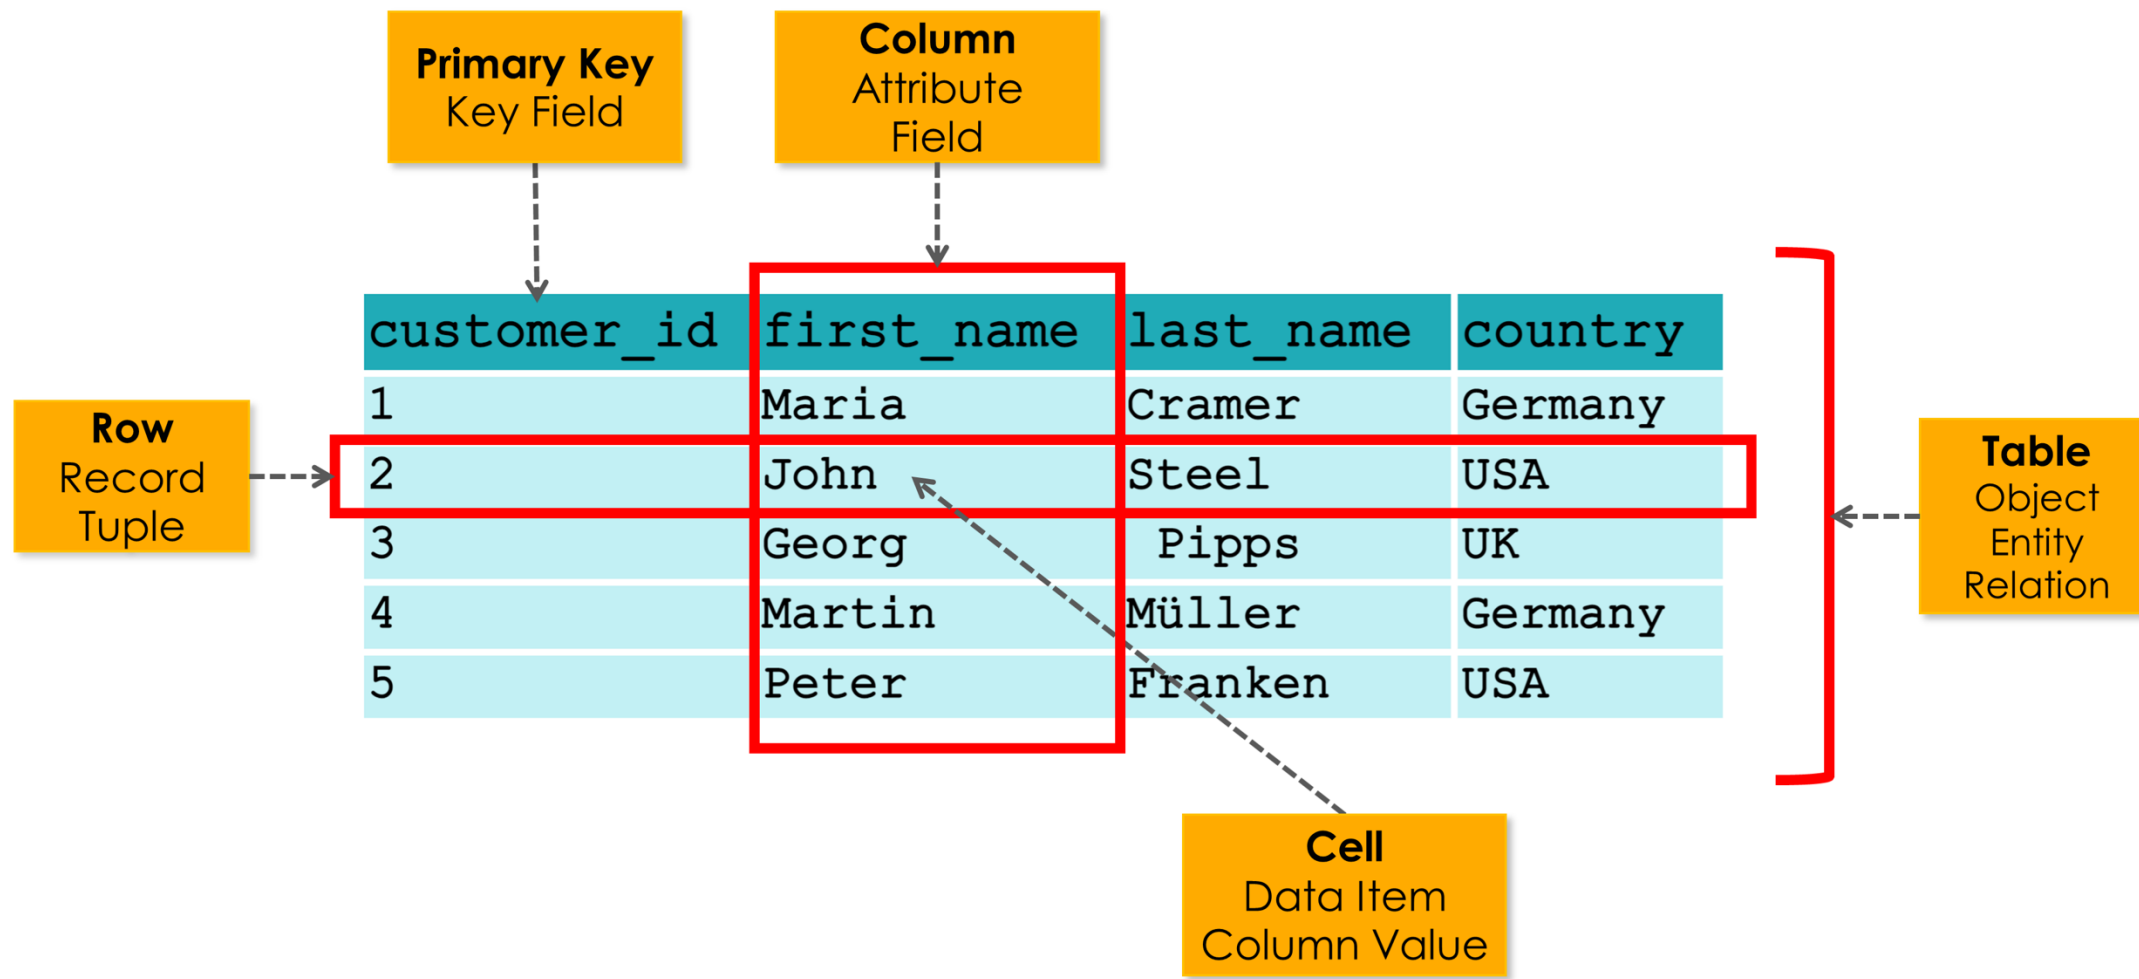 Primary Key
Key Field
Column
Attribute
Field
customer_id first_name last_name country
1 Maria Cramer Germany
2 John Steel USA
3 Georg Pipps UK
4 Martin Müller Germany
5 Peter Franken USA
Row
Record
Tuple
Table
Object
Entity
Relation
Cell
Data Item
Column Value